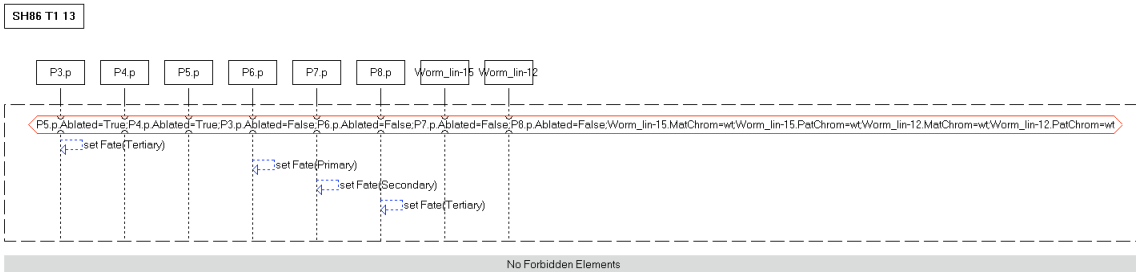 SH86 T1 13
P3.p P4.p P5.p P6.p P7.p P8.p Worm_lin-15 Worm_lin-12
P5.p.Ablated=True;P4.p.Ablated=True;P3.p.Ablated=False;P6.p.Ablated=False;P7.p.Ablated=False;P8.p.Ablated=False;Worm_lin-15.MatChrom=wt;Worm_lin-15.PatChrom=wt;Worm_lin-12.MatChrom=wt;Worm_lin-12.PatChrom=wt
set Fate(Tertiary)
set Fate(Primary)
set Fate(Secondary)
set Fate(Tertiary)
No Forbidden Elements